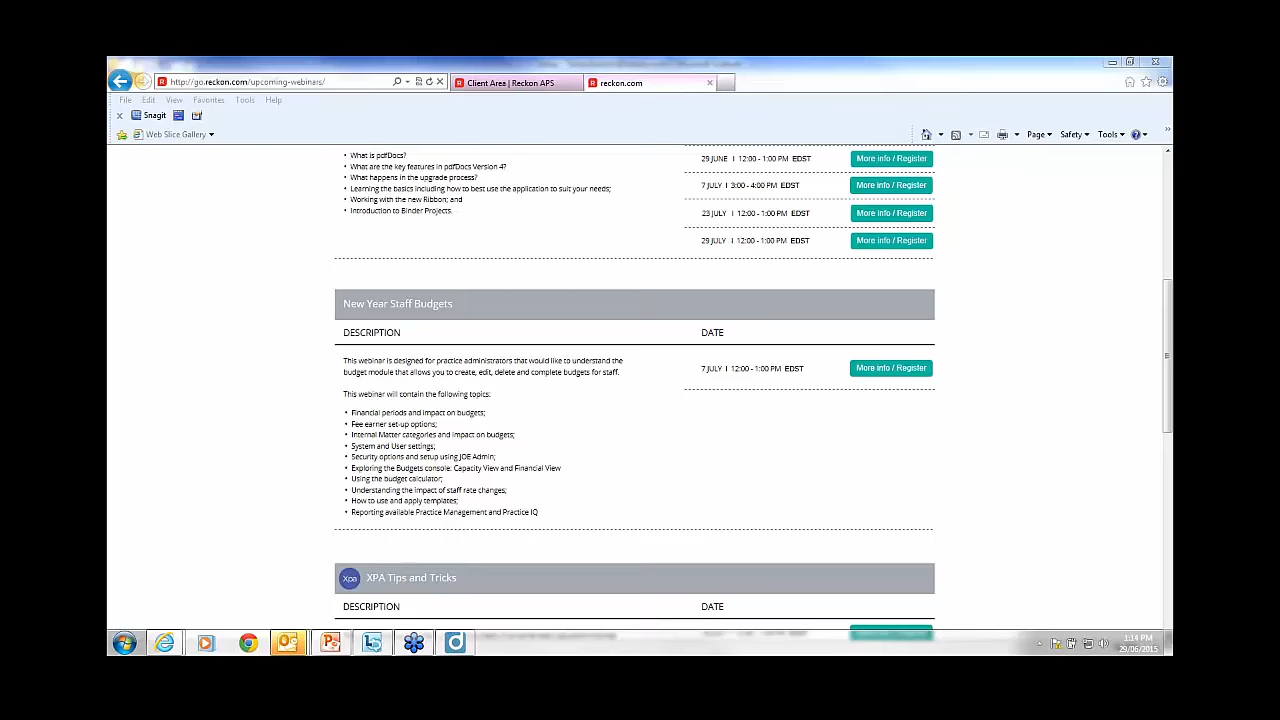 http://go.reckon.com/upcoming-webinars/
Client Area | Reckon APS
reckon.com
File Edit View Favorites Tools Help
Snagit
Web Slice Gallery
Page Safety Tools
• What is pdfDocs?
• What are the key features in pdfDocs Version 4?
• What happens in the upgrade process?
• Learning the basics including how to best use the application to suit your needs;
• Working with the new Ribbon; and
• Introduction to Binder Projects.
29 JUNE I 12:00 - 1:00 PM EDST More info / Register
7 JULY I 3:00 - 4:00 PM EDST More info / Register
23 JULY I 12:00 - 1:00 PM EDST More info / Register
29 JULY I 12:00 - 1:00 PM EDST More info / Register
New Year Staff Budgets
DESCRIPTION DATE
This webinar is designed for practice administrators that would like to understand the
budget module that allows you to create, edit, delete and complete budgets for staff.
7 JULY I 12:00 - 1:00 PM EDST More info / Register
This webinar will contain the following topics:
• Financial periods and impact on budgets;
• Fee earner set-up options;
• Internal Matter categories and impact on budgets;
• System and User settings;
• Security options and setup using JOE Admin;
• Exploring the Budgets console: Capacity View and Financial View
• Using the budget calculator;
• Understanding the impact of staff rate changes;
• How to use and apply templates;
• Reporting available Practice Management and Practice IQ
Xpa XPA Tips and Tricks
DESCRIPTION DATE
1:14 PM
29/06/2015